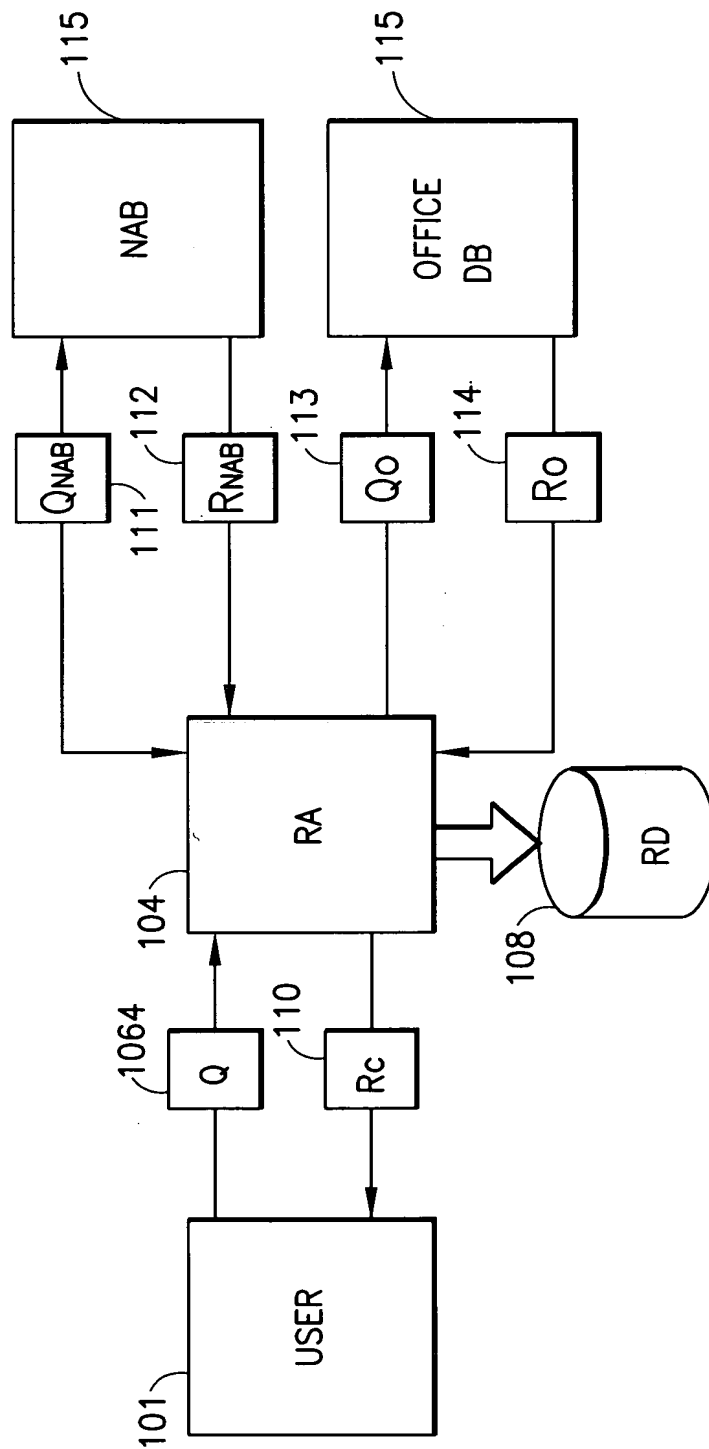 101
USER
1064
Q
110
Rc
104
RA
108
RD
QNAB
111
112
RNAB
113
Qo
114
Ro
NAB
115
OFFICE
DB
115